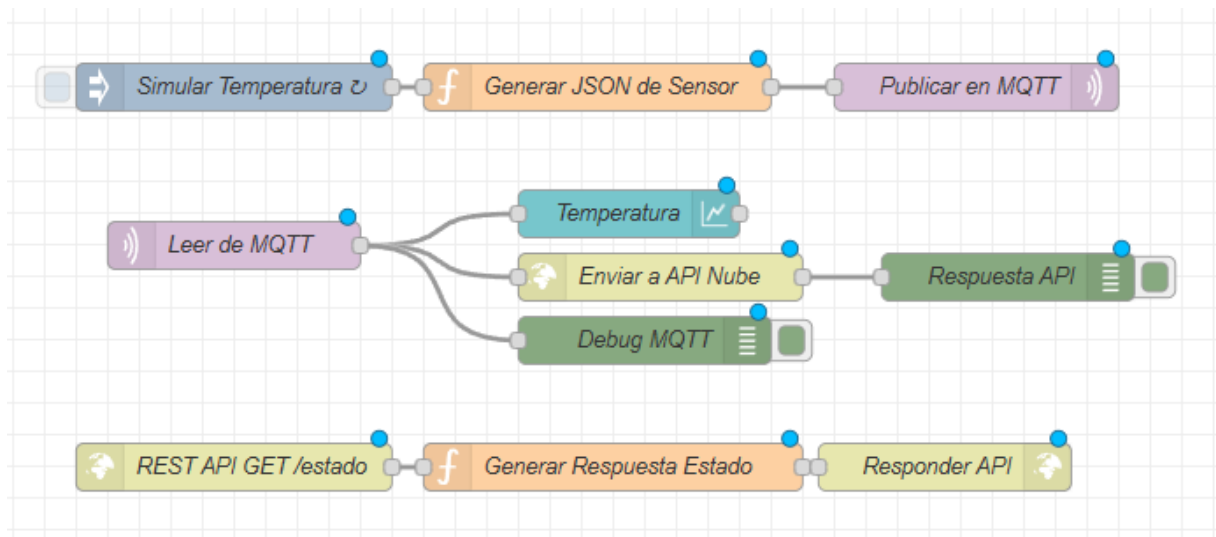 Simular Temperatura ↻
Generar JSON de Sensor
Publicar en MQTT
Temperatura
Leer de MQTT
Enviar a API Nube
Respuesta API
Debug MQTT
REST API GET /estado
Generar Respuesta Estado
Responder API